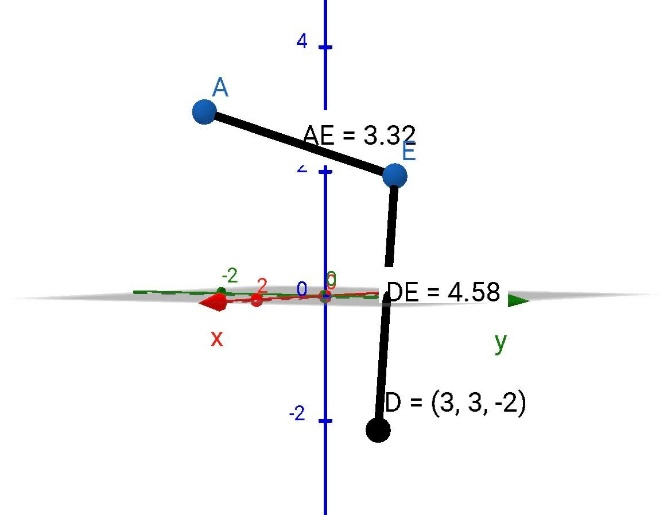 4
A
AE = 3.32
E
2
-2
2
0
0
DE = 4.58
x
y
D = (3, 3, -2)
-2